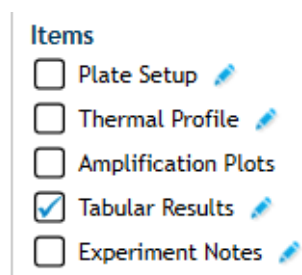 Items
Plate Setup
Thermal Profile
Amplification Plots
Tabular Results
Experiment Notes